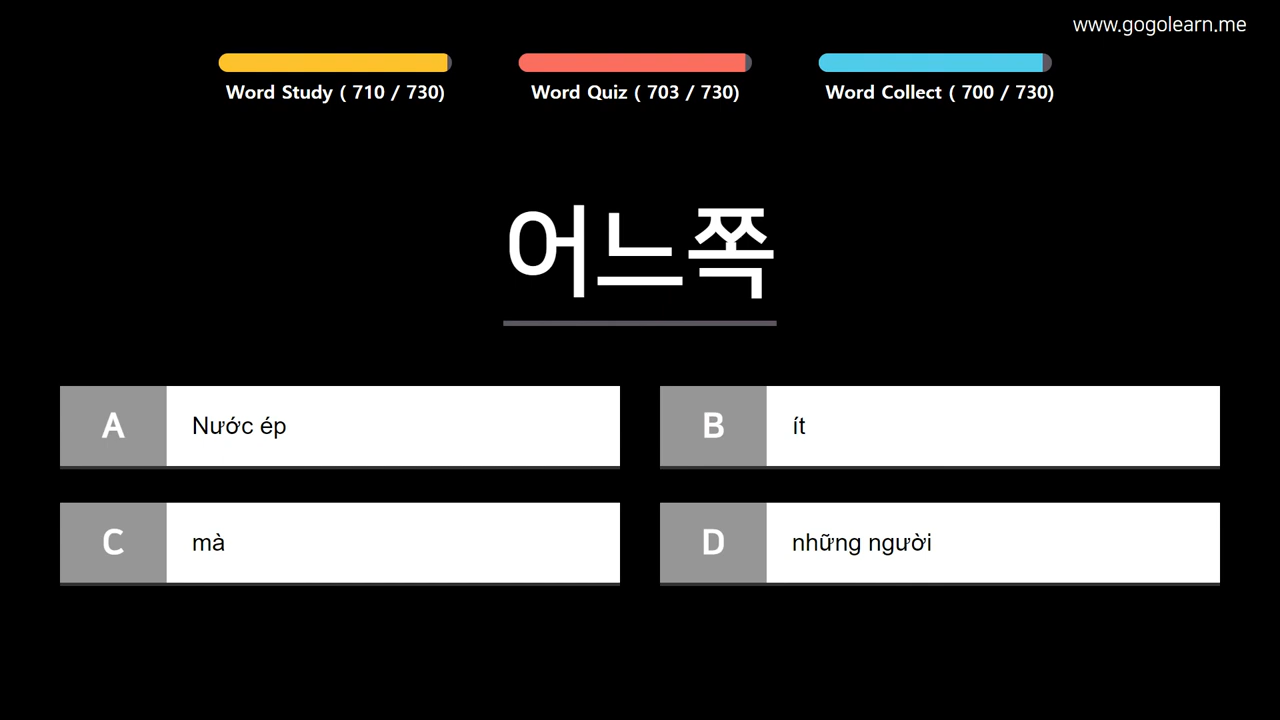 www.gogolearn.me
Word Study ( 710 / 730)
Word Quiz ( 703 / 730)
Word Collect ( 700 / 730)
어느쪽
A Nước ép
B ít
C mà
D những người